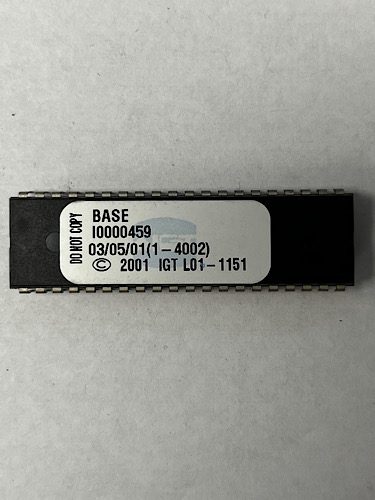 DO NOT COPY
BASE
I0000459
03/05/01(1-4002)
© 2001 IGT L01-1151